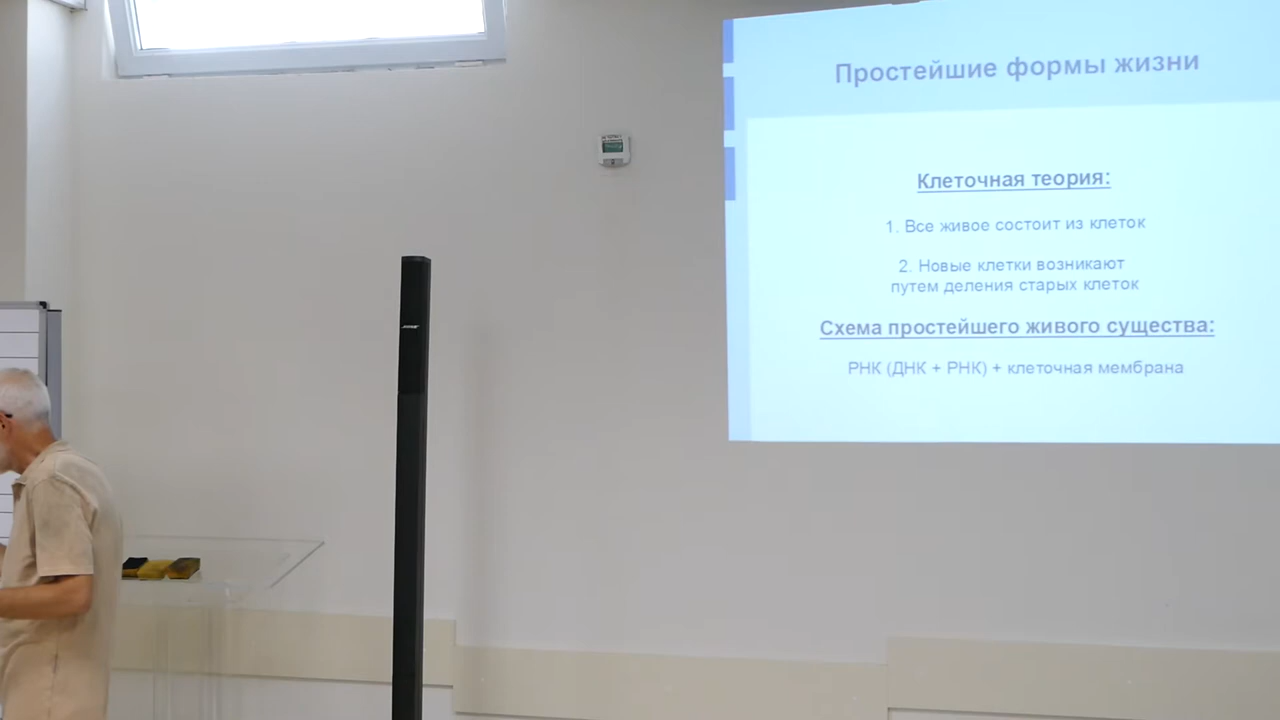 Простейшие формы жизни
Клеточная теория:
1. Все живое состоит из клеток
2. Новые клетки возникают
путем деления старых клеток
Схема простейшего живого существа:
РНК (ДНК + РНК) + клеточная мембрана
BOSE